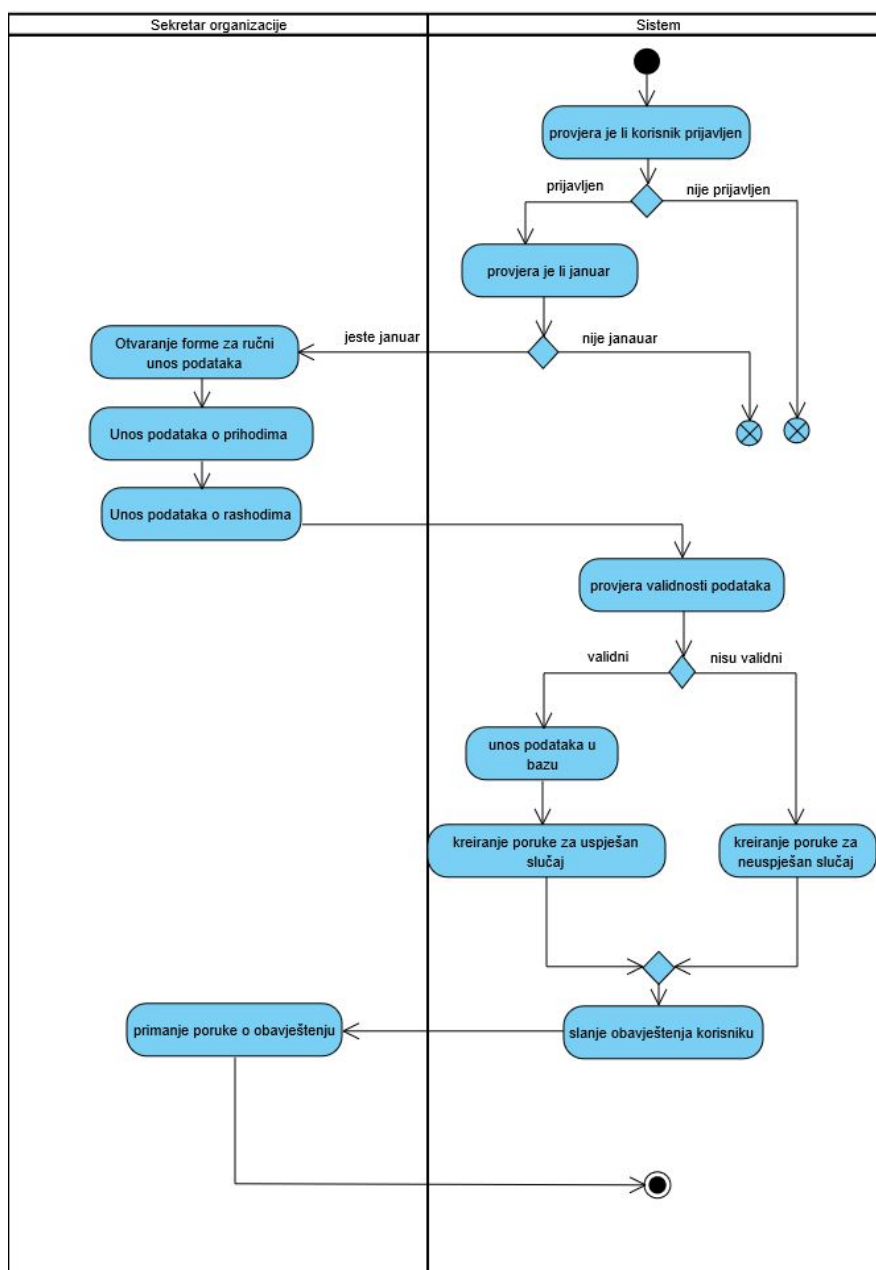 Sekretar organizacije
Sistem
provjera je li korisnik prijavljen
prijavljen
nije prijavljen
provjera je li januar
jeste januar
nije janauar
Otvaranje forme za ručni
unos podataka
Unos podataka o prihodima
Unos podataka o rashodima
provjera validnosti podataka
validni
nisu validni
unos podataka u
bazu
kreiranje poruke za uspješan
slučaj
kreiranje poruke za
neuspješan slučaj
primanje poruke o obavještenju
slanje obavještenja korisniku